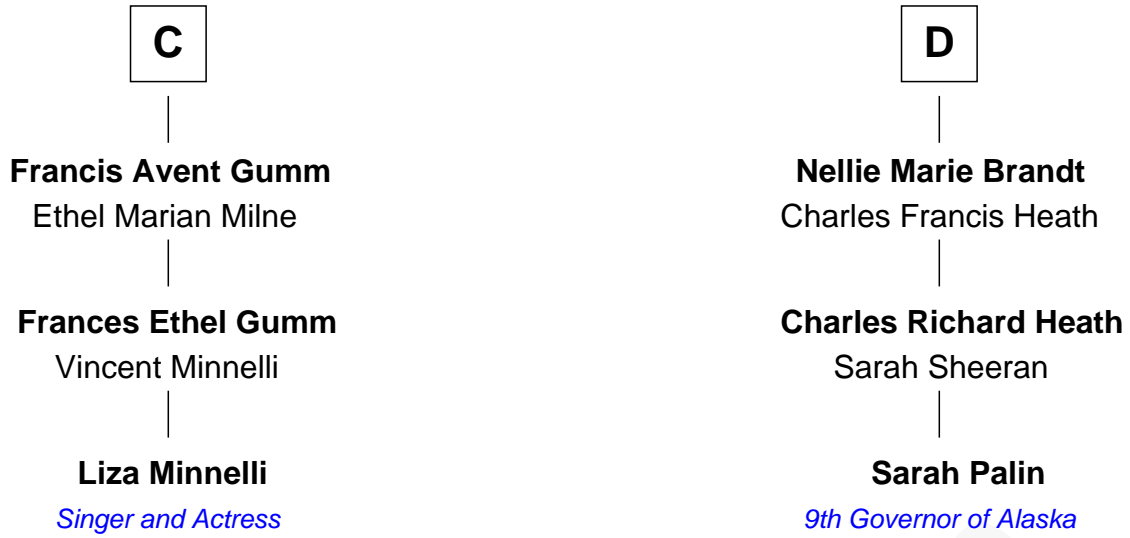 C
Francis Avent Gumm
Ethel Marian Milne
Frances Ethel Gumm
Vincent Minnelli
Liza Minnelli
Singer and Actress
D
Nellie Marie Brandt
Charles Francis Heath
Charles Richard Heath
Sarah Sheeran
Sarah Palin
9th Governor of Alaska